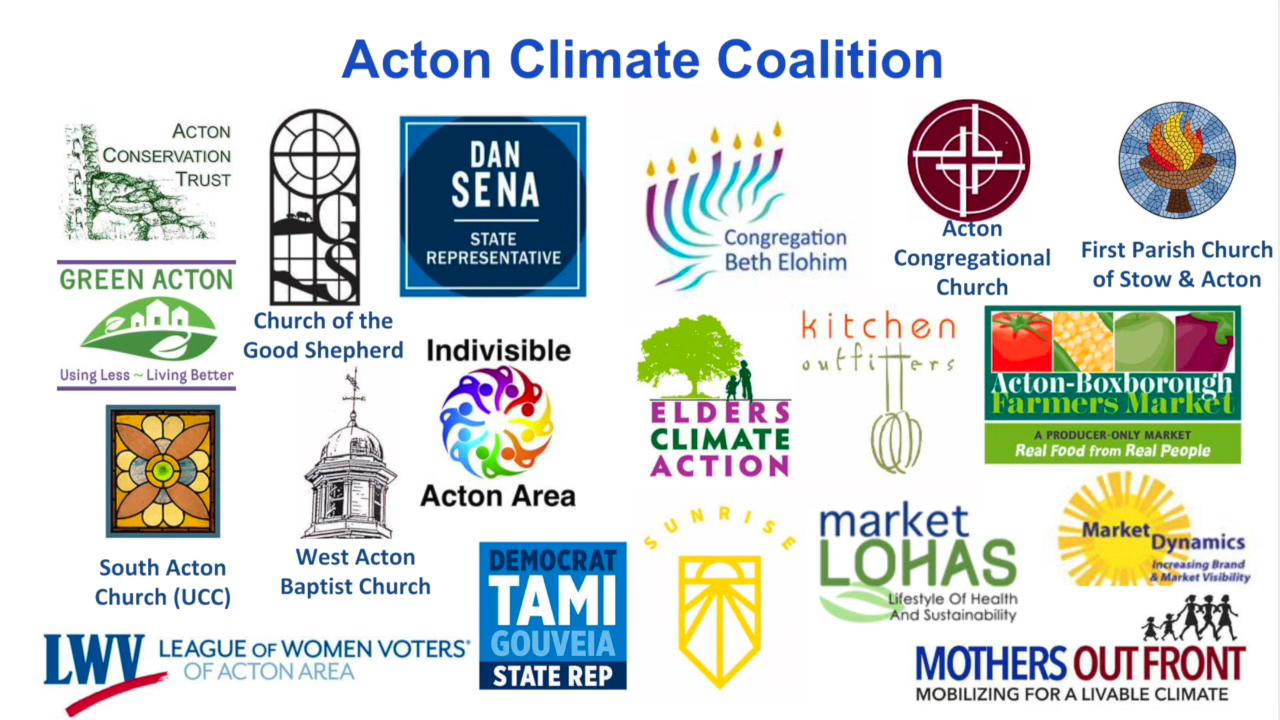 Acton Climate Coalition
ACTON
CONSERVATION
TRUST
GS
Church of the
Good Shepherd
DAN
SENA
STATE
REPRESENTATIVE
Congregation
Beth Elohim
Acton
Congregational
Church
First Parish Church
of Stow & Acton
GREEN ACTON
Using Less ~ Living Better
Indivisible
Acton Area
ELDERS
CLIMATE
ACTION
kitchen
outfitters
Acton-Boxborough
Farmers Market
A PRODUCER-ONLY MARKET
Real Food from Real People
South Acton
Church (UCC)
West Acton
Baptist Church
DEMOCRAT
TAMI
GOUVEIA
STATE REP
SUNRISE
market
LOHAS
Lifestyle Of Health
And Sustainability
Market Dynamics
Increasing Brand
& Market Visibility
LWV LEAGUE OF WOMEN VOTERS®
OF ACTON AREA
MOTHERS OUT FRONT
MOBILIZING FOR A LIVABLE CLIMATE